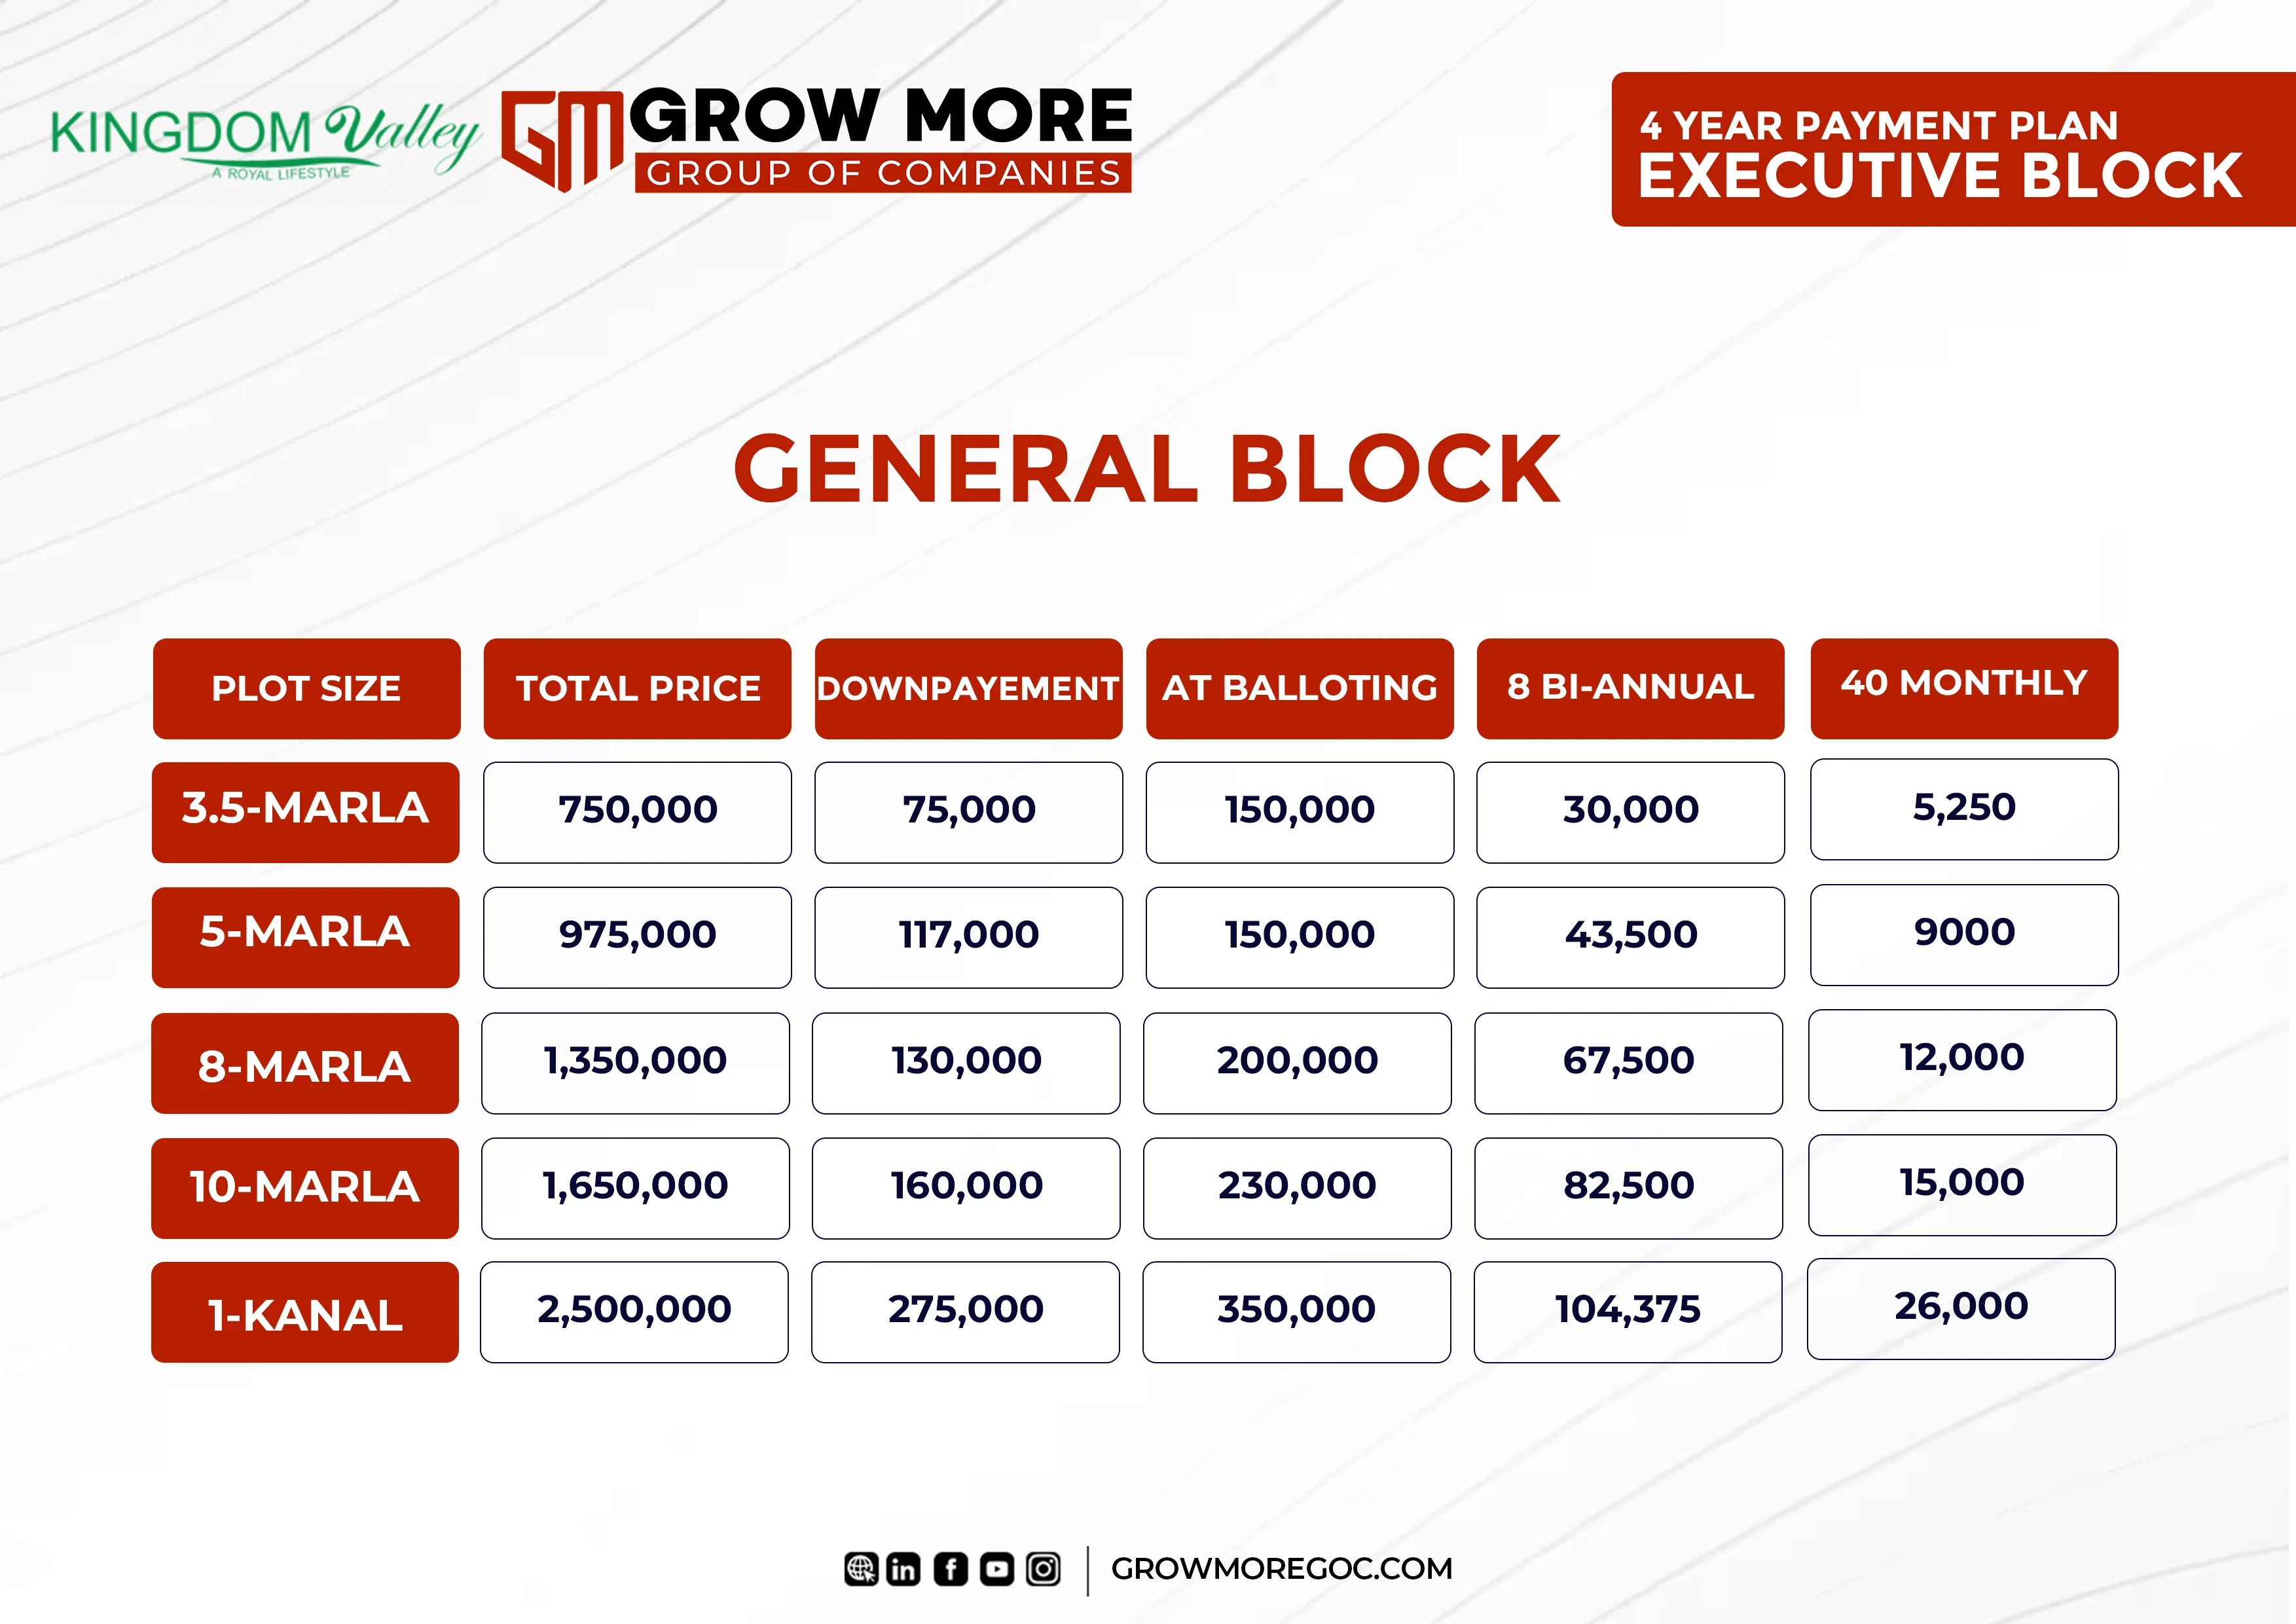 KINGDOM Valley
A ROYAL LIFESTYLE
GM GROW MORE
GROUP OF COMPANIES
4 YEAR PAYMENT PLAN
EXECUTIVE BLOCK
GENERAL BLOCK
PLOT SIZE TOTAL PRICE DOWNPAYEMENT AT BALLOTING 8 BI-ANNUAL 40 MONTHLY
3.5-MARLA 750,000 75,000 150,000 30,000 5,250
5-MARLA 975,000 117,000 150,000 43,500 9000
8-MARLA 1,350,000 130,000 200,000 67,500 12,000
10-MARLA 1,650,000 160,000 230,000 82,500 15,000
1-KANAL 2,500,000 275,000 350,000 104,375 26,000
GROWMOREGOC.COM